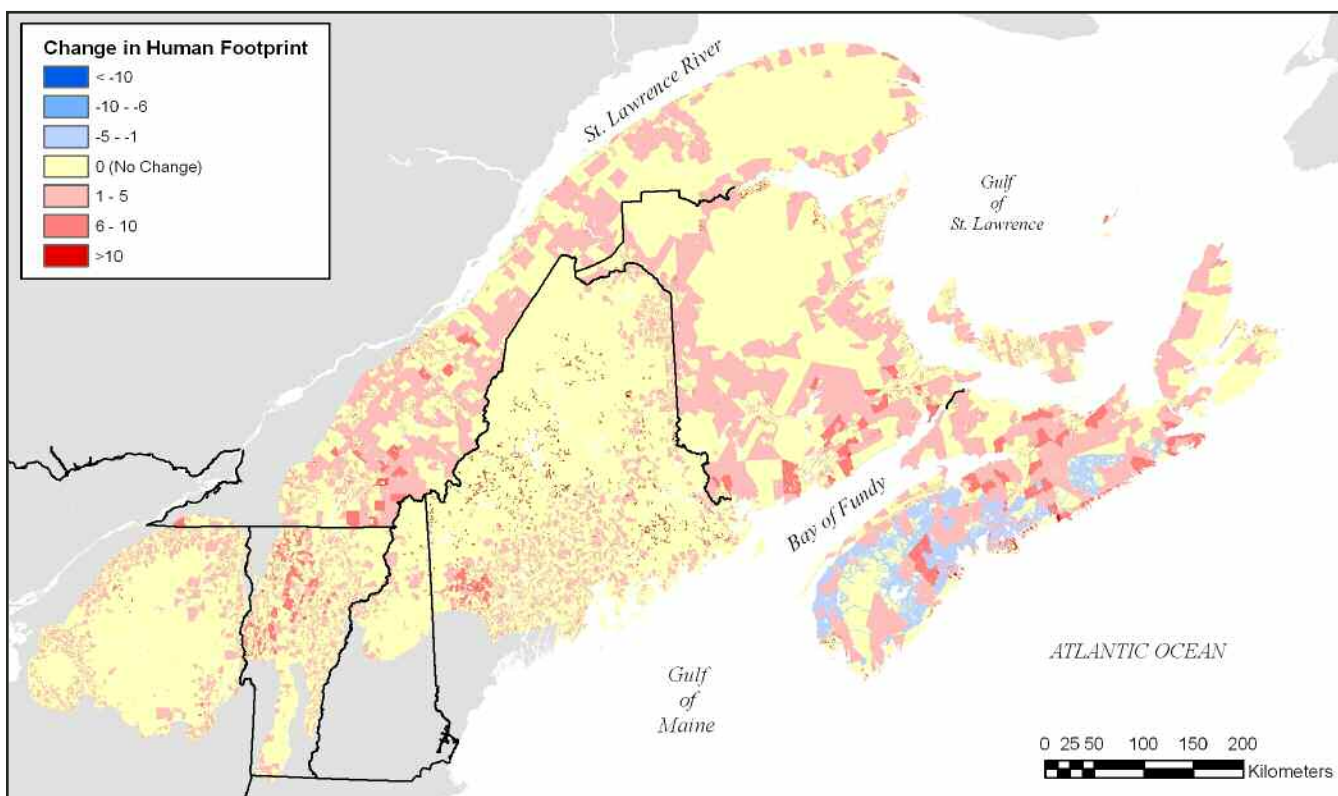 Change in Human Footprint
< -10
-10 - -6
-5 - -1
0 (No Change)
1 - 5
6 - 10
>10
St. Lawrence River
Gulf
of
St. Lawrence
Bay of Fundy
ATLANTIC OCEAN
Gulf
of
Maine
0 25 50 100 150 200
Kilometers